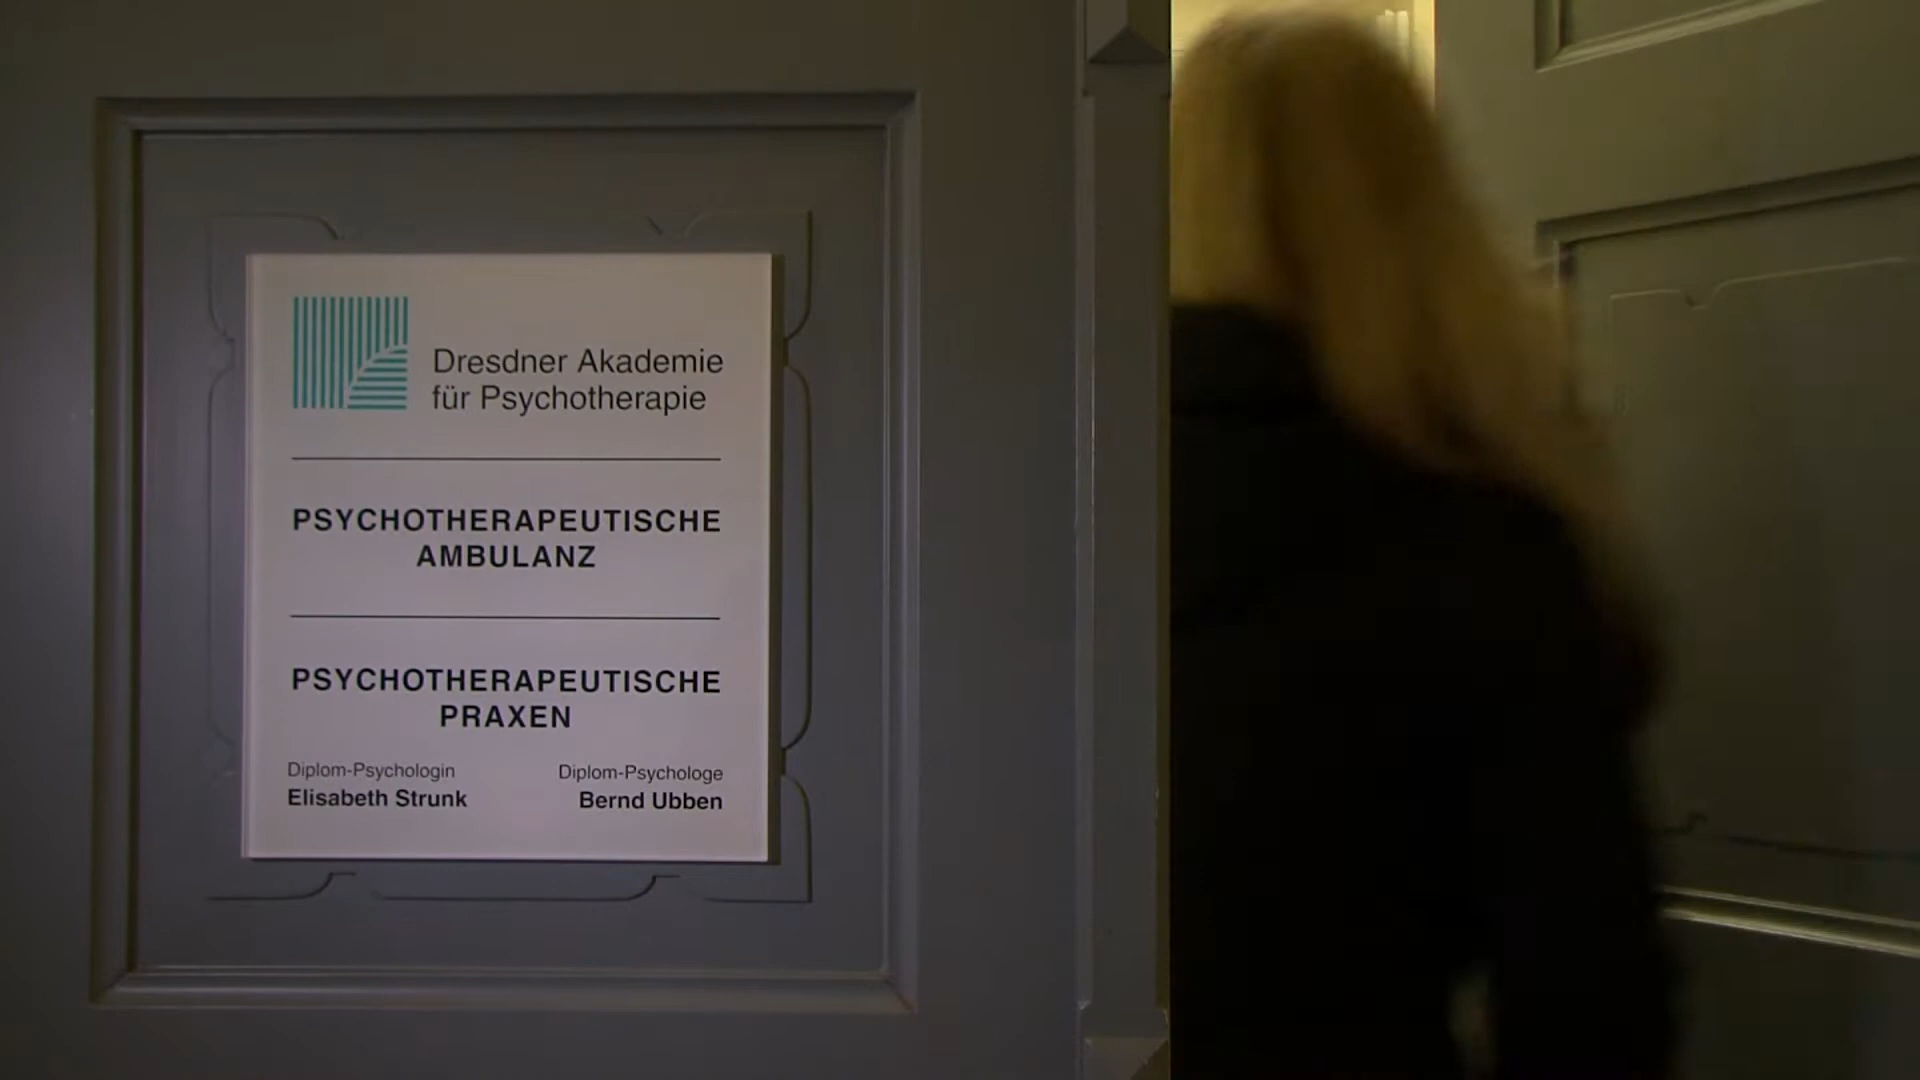 Dresdner Akademie
für Psychotherapie
PSYCHOTHERAPEUTISCHE
AMBULANZ
PSYCHOTHERAPEUTISCHE
PRAXEN
Diplom-Psychologin
Elisabeth Strunk
Diplom-Psychologe
Bernd Ubben